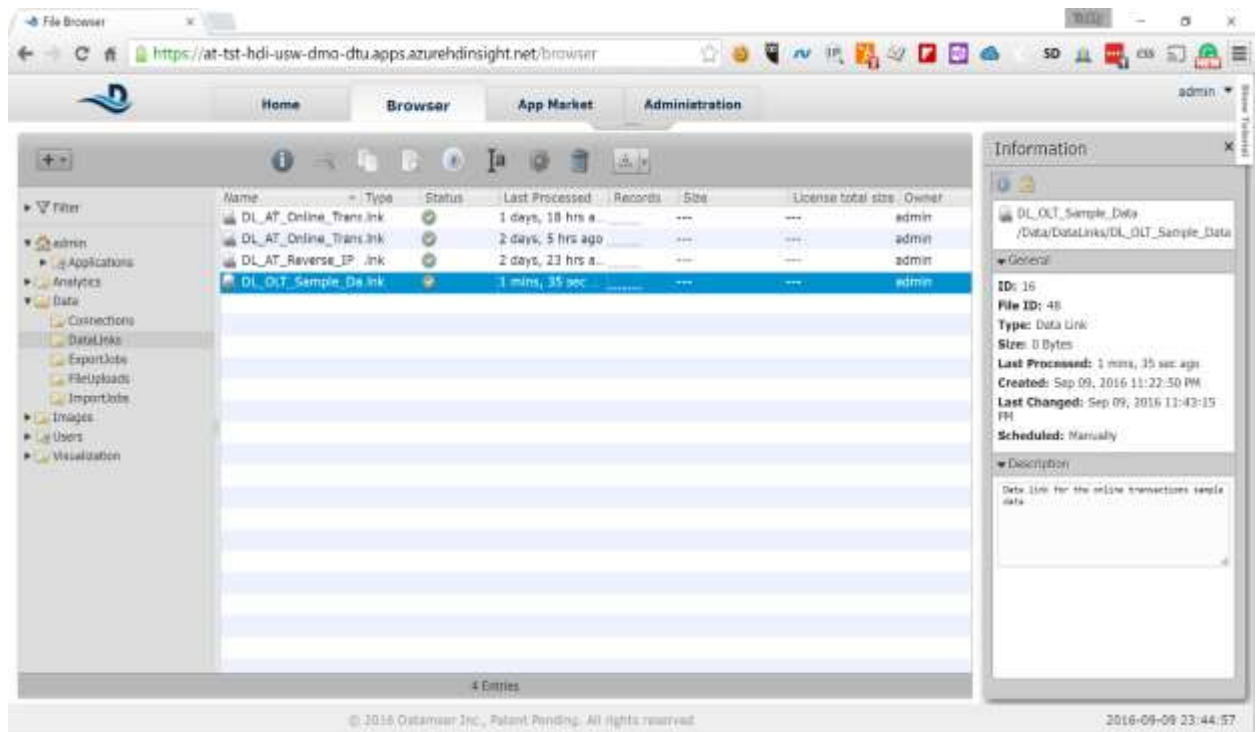 File Browser
https://at-tst-hdi-usw-dmo-dtu.apps.azurehdinsight.net/browser
SD
CSS
Home Browser App Market Administration
admin
Show Tutorial
Information
Filter
Name Type Status Last Processed Records Size License total size Owner
DL_AT_Online_Trans .lnk 1 days, 18 hrs a... --- --- admin
DL_AT_Online_Trans .lnk 2 days, 5 hrs ago --- --- admin
DL_AT_Reverse_IP .lnk 2 days, 23 hrs a... --- --- admin
DL_OLT_Sample_Da .lnk 1 mins, 35 sec ... --- --- admin
admin
Applications
Analytics
Data
Connections
DataLinks
ExportJobs
FileUploads
ImportJobs
Images
Users
Visualization
DL_OLT_Sample_Data
/Data/DataLinks/DL_OLT_Sample_Data
General
ID: 16
File ID: 48
Type: Data Link
Size: 0 Bytes
Last Processed: 1 mins, 35 sec ago
Created: Sep 09, 2016 11:22:50 PM
Last Changed: Sep 09, 2016 11:43:15
PM
Scheduled: Manually
Description
Data link for the online transactions sample
data
4 Entries
© 2016 Datameer Inc., Patent Pending. All rights reserved.
2016-09-09 23:44:57